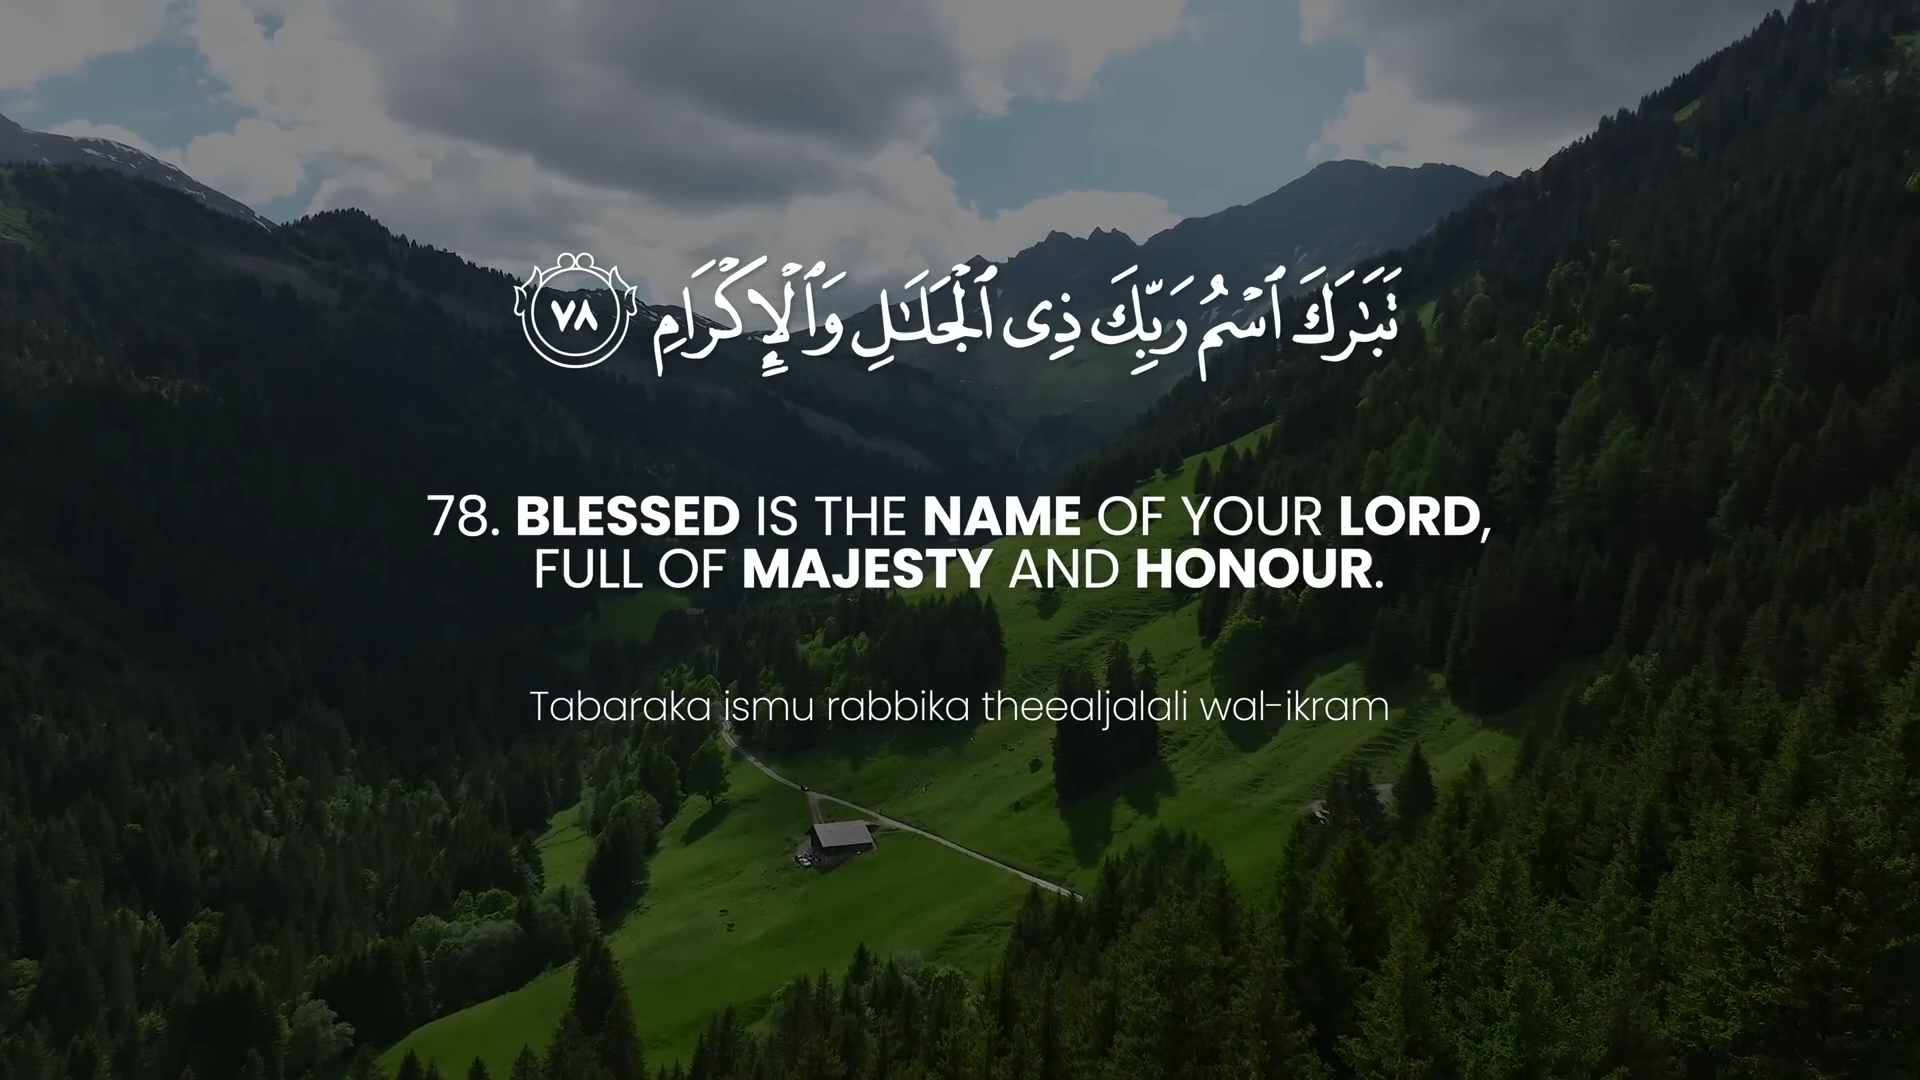 تَبَٰرَكَ ٱسْمُ رَبِّكَ ذِى ٱلْجَلَٰلِ وَٱلْإِكْرَامِ ٧٨
78. BLESSED IS THE NAME OF YOUR LORD,
FULL OF MAJESTY AND HONOUR.
Tabaraka ismu rabbika theealjalali wal-ikram